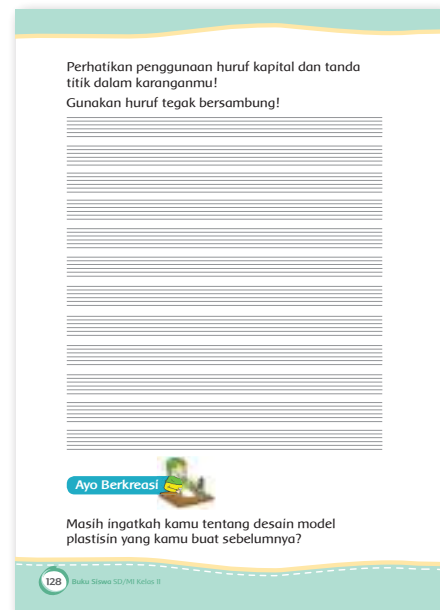 Perhatikan penggunaan huruf kapital dan tanda
titik dalam karanganmu!
Gunakan huruf tegak bersambung!
Ayo Berkreasi
Masih ingatkah kamu tentang desain model
plastisin yang kamu buat sebelumnya?
128 Buku Siswa SD/MI Kelas II